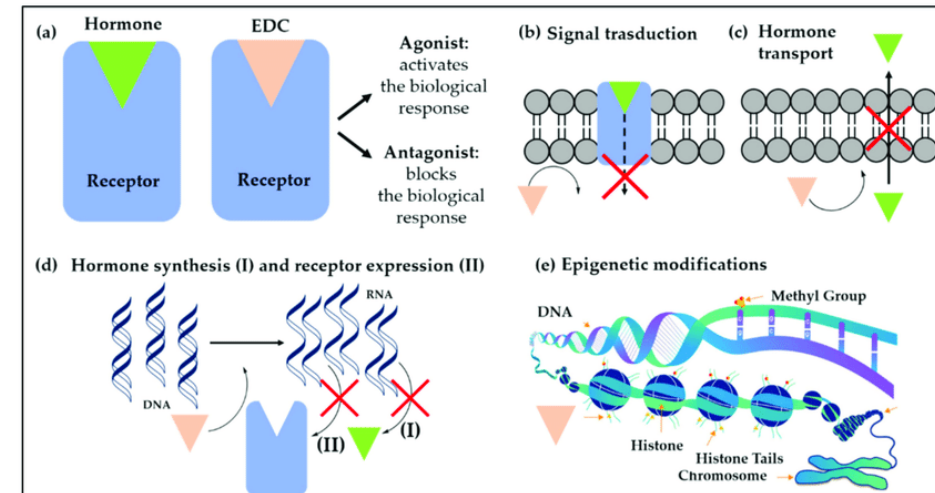 (a)
Hormone
EDC
Receptor
Receptor
Agonist:
activates
the biological
response
Antagonist:
blocks
the biological
response
(b) Signal trasduction
(c) Hormone
transport
(d) Hormone synthesis (I) and receptor expression (II)
RNA
DNA
(II)
(I)
(e) Epigenetic modifications
Methyl Group
DNA
Histone
Histone Tails
Chromosome